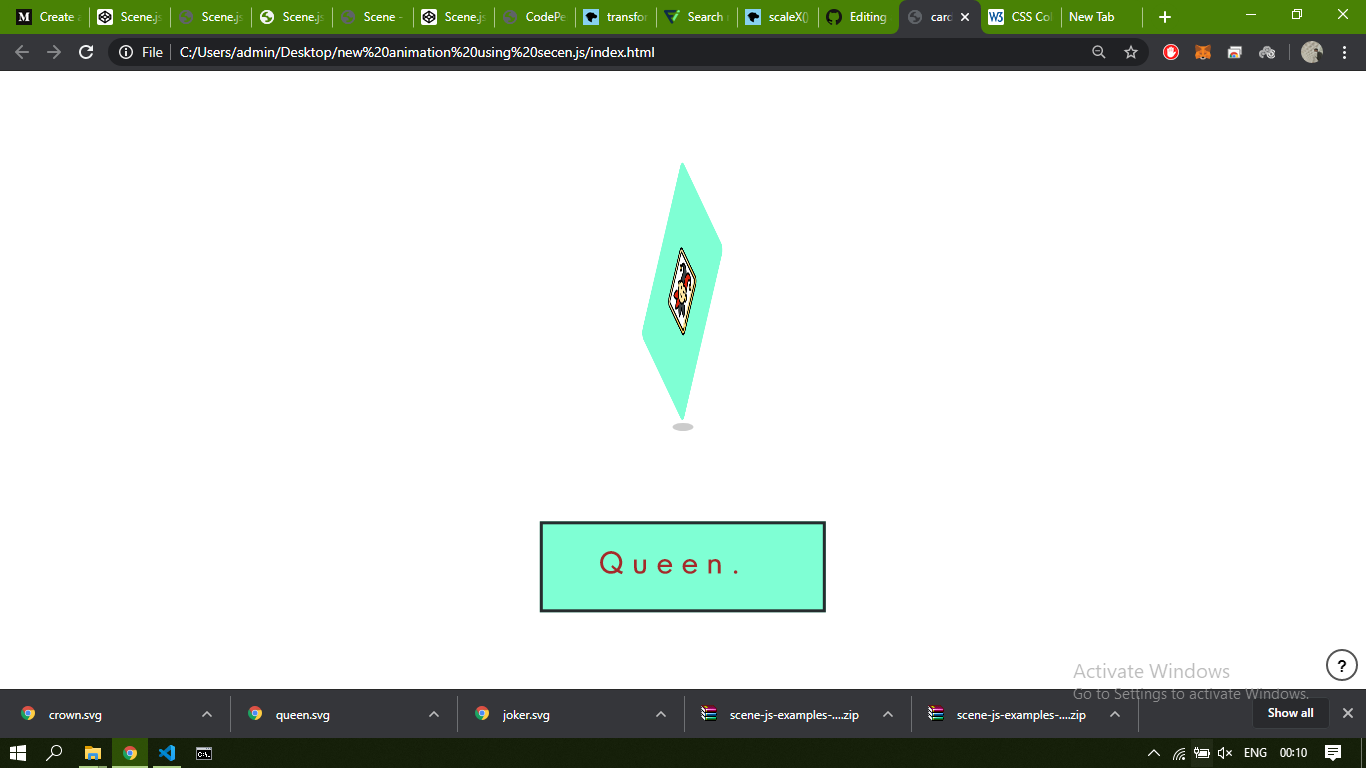 Create A
Scene.js
Scene.js
Scene.js
Scene -
Scene.js
CodePe
transfor
Search
scaleX()
Editing
card
CSS Col
New Tab
File
C:/Users/admin/Desktop/new%20animation%20using%20secen.js/index.html
Queen.
?
Activate Windows
Go to Settings to activate Windows.
crown.svg
queen.svg
joker.svg
scene-js-examples-....zip
scene-js-examples-....zip
Show all
ENG
00:10